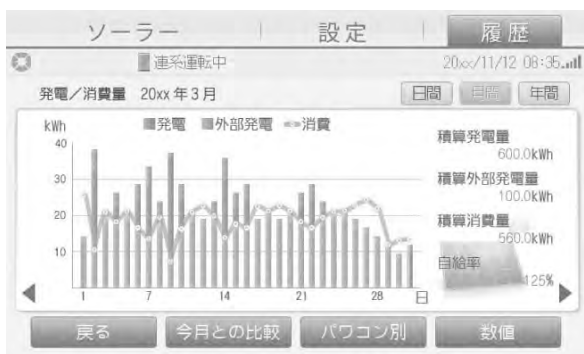 ソーラー 設定 履歴
連系運転中 20xx/11/12 08:35
発電／消費量 20xx年3月 日間 月間 年間
kWh 発電 外部発電 消費
40
30
20
10
1 7 14 21 28 日
積算発電量
600.0kWh
積算外部発電量
100.0kWh
積算消費量
560.0kWh
自給率
125%
戻る 今月との比較 パワコン別 数値